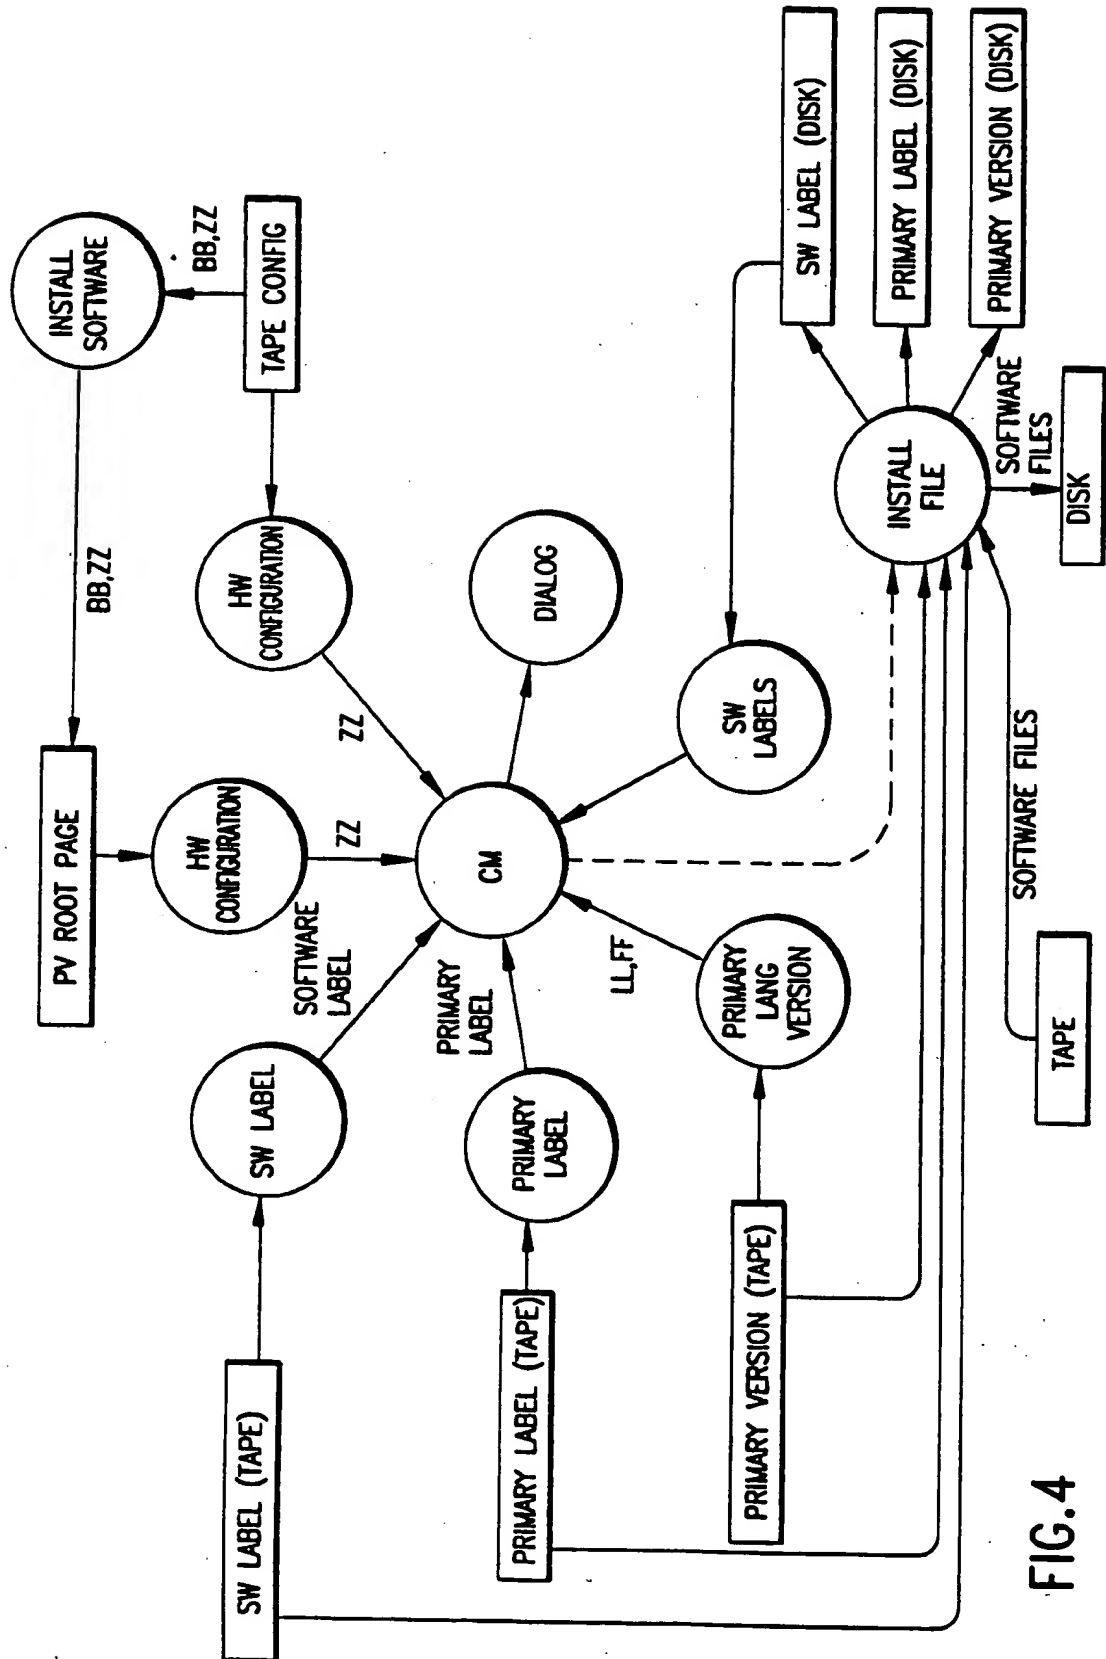 INSTALL
SOFTWARE
BB,ZZ
BB,ZZ
TAPE CONFIG
PV ROOT PAGE
HW
CONFIGURATION
HW
CONFIGURATION
ZZ
ZZ
SW LABEL (TAPE)
SW LABEL
SOFTWARE
LABEL
CM
DIALOG
PRIMARY LABEL (TAPE)
PRIMARY
LABEL
PRIMARY
LABEL
PRIMARY VERSION (TAPE)
PRIMARY
LANG
VERSION
LL,FF
SW
LABELS
SW LABEL (DISK)
PRIMARY LABEL (DISK)
PRIMARY VERSION (DISK)
INSTALL
FILE
SOFTWARE
FILES
DISK
TAPE
SOFTWARE FILES
FIG.4